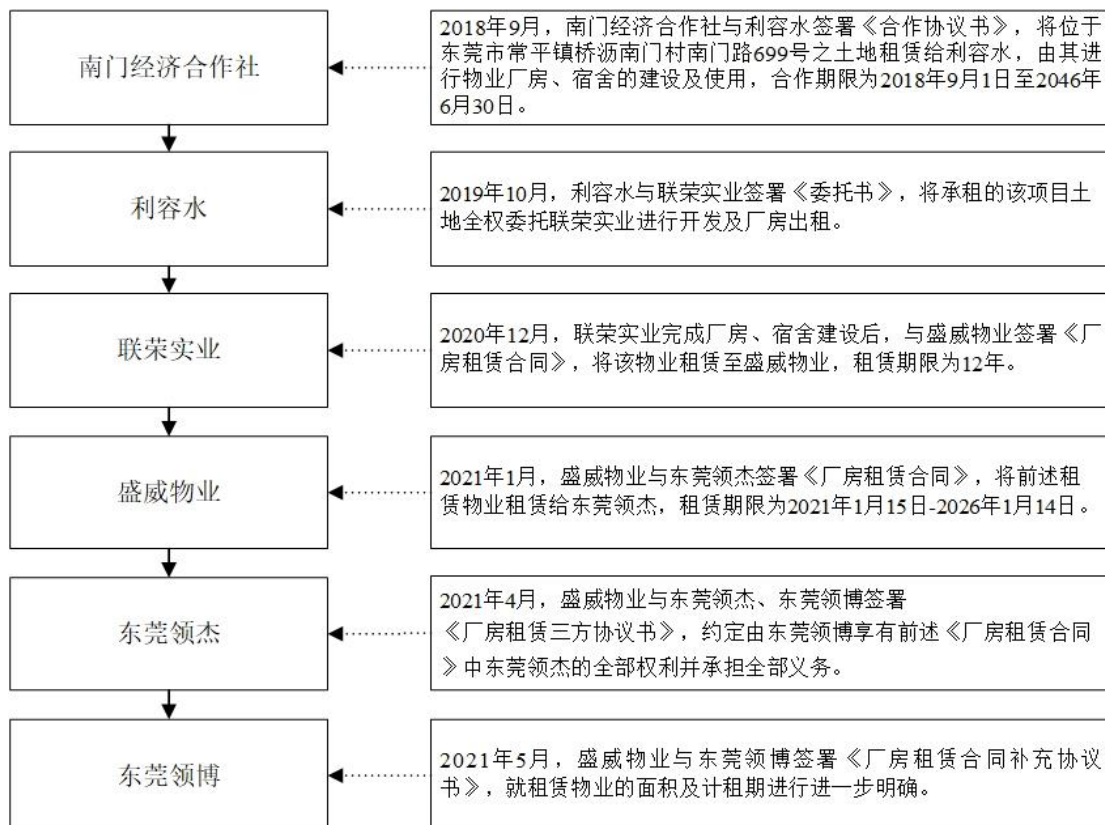 南门经济合作社
2018年9月，南门经济合作社与利容水签署《合作协议书》，将位于
东莞市常平镇桥沥南门村南门路699号之土地租赁给利容水，由其进
行物业厂房、宿舍的建设及使用，合作期限为2018年9月1日至2046年
6月30日。
利容水
2019年10月，利容水与联荣实业签署《委托书》，将承租的该项目土
地全权委托联荣实业进行开发及厂房出租。
联荣实业
2020年12月，联荣实业完成厂房、宿舍建设后，与盛威物业签署《厂
房租赁合同》，将该物业租赁至盛威物业，租赁期限为12年。
盛威物业
2021年1月，盛威物业与东莞领杰签署《厂房租赁合同》，将前述租
赁物业租赁给东莞领杰，租赁期限为2021年1月15日-2026年1月14日。
东莞领杰
2021年4月，盛威物业与东莞领杰、东莞领博签署
《厂房租赁三方协议书》，约定由东莞领博享有前述《厂房租赁合同
》中东莞领杰的全部权利并承担全部义务。
东莞领博
2021年5月，盛威物业与东莞领博签署《厂房租赁合同补充协议
书》，就租赁物业的面积及计租期进行进一步明确。